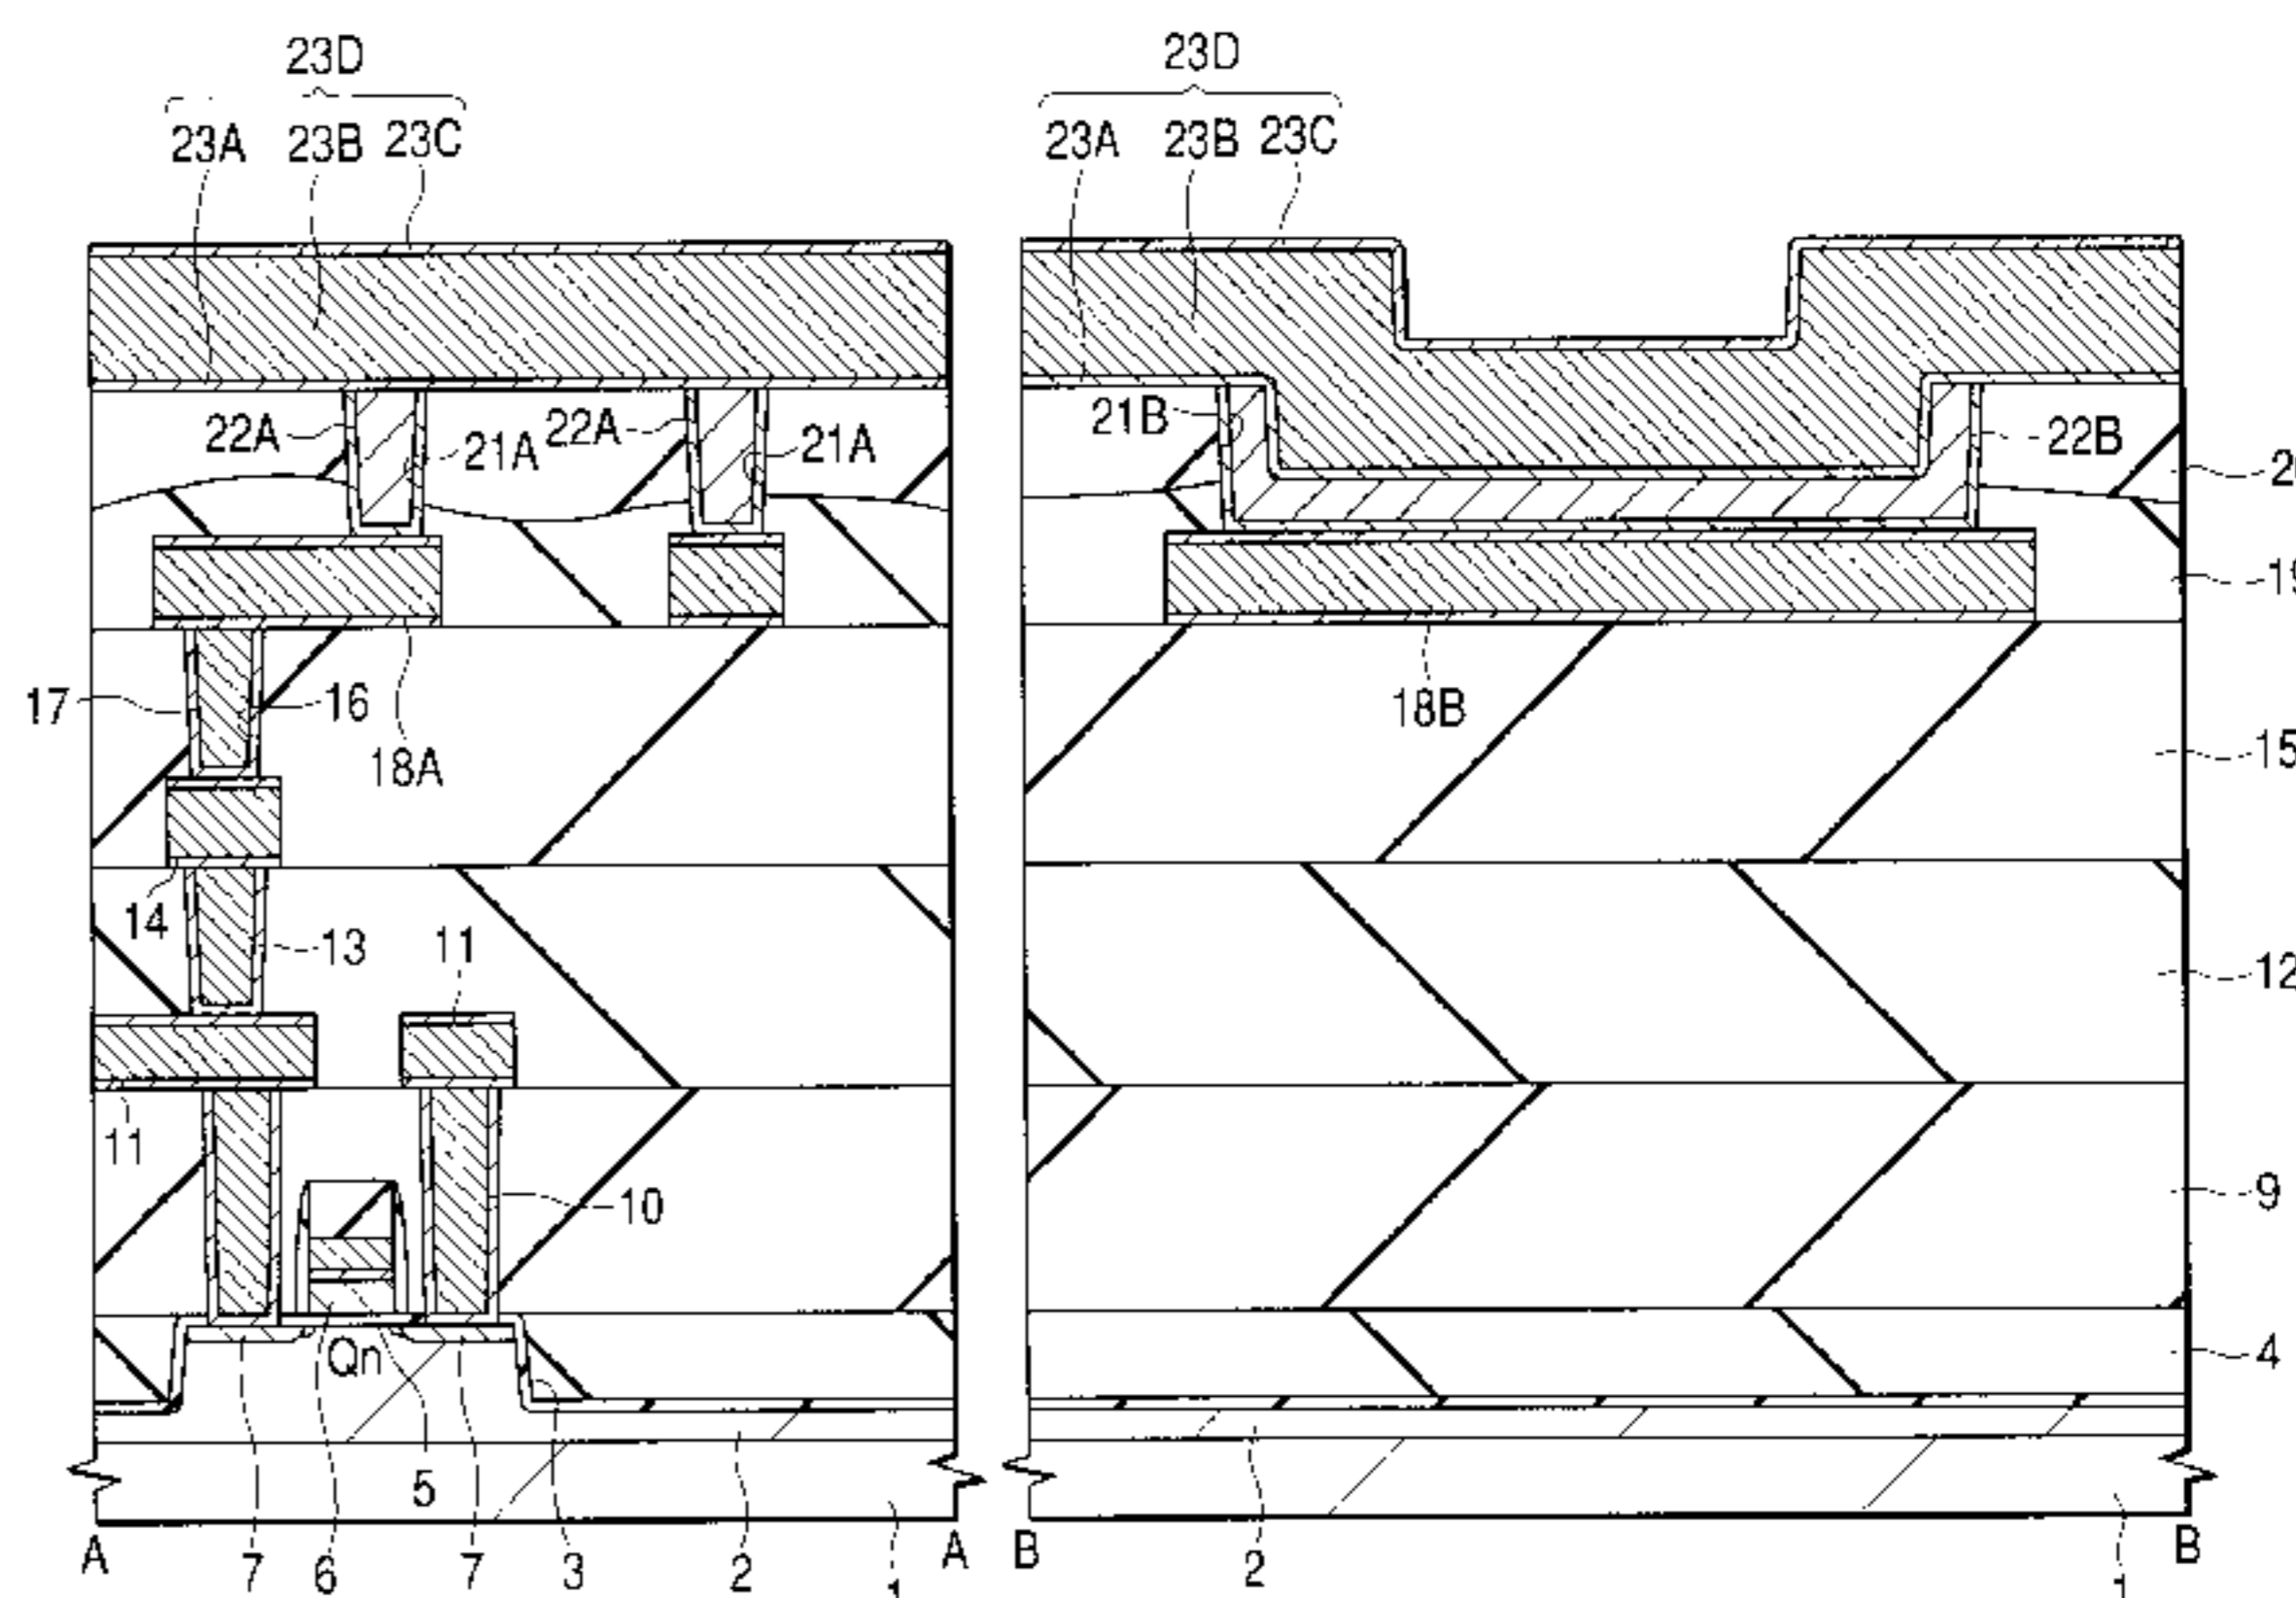 23D 23D
23A 23B 23C 23A 23B 23C
22A 21A 22A 21A 21B 22B
17 16 18A 18B 15
14 13 11 12
11 10 9
Qn 4
5
A 7 6 7 3 2 1 A B 2 1 B